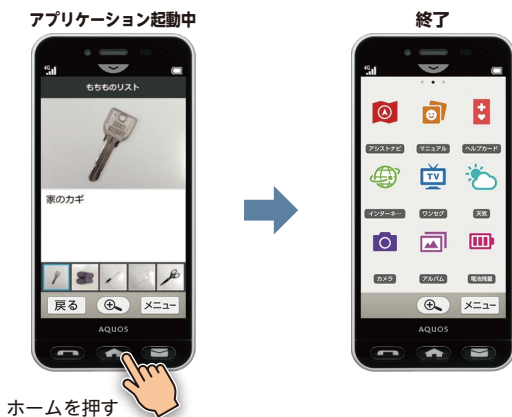 アプリケーション起動中
4G
もちものリスト
家のカギ
戻る
メニュー
AQUOS
ホームを押す
終了
4G
アシストナビ
マニュアル
ヘルプカード
インターネ…
TV
ワンセグ
天気
カメラ
アルバム
電池残量
メニュー
AQUOS